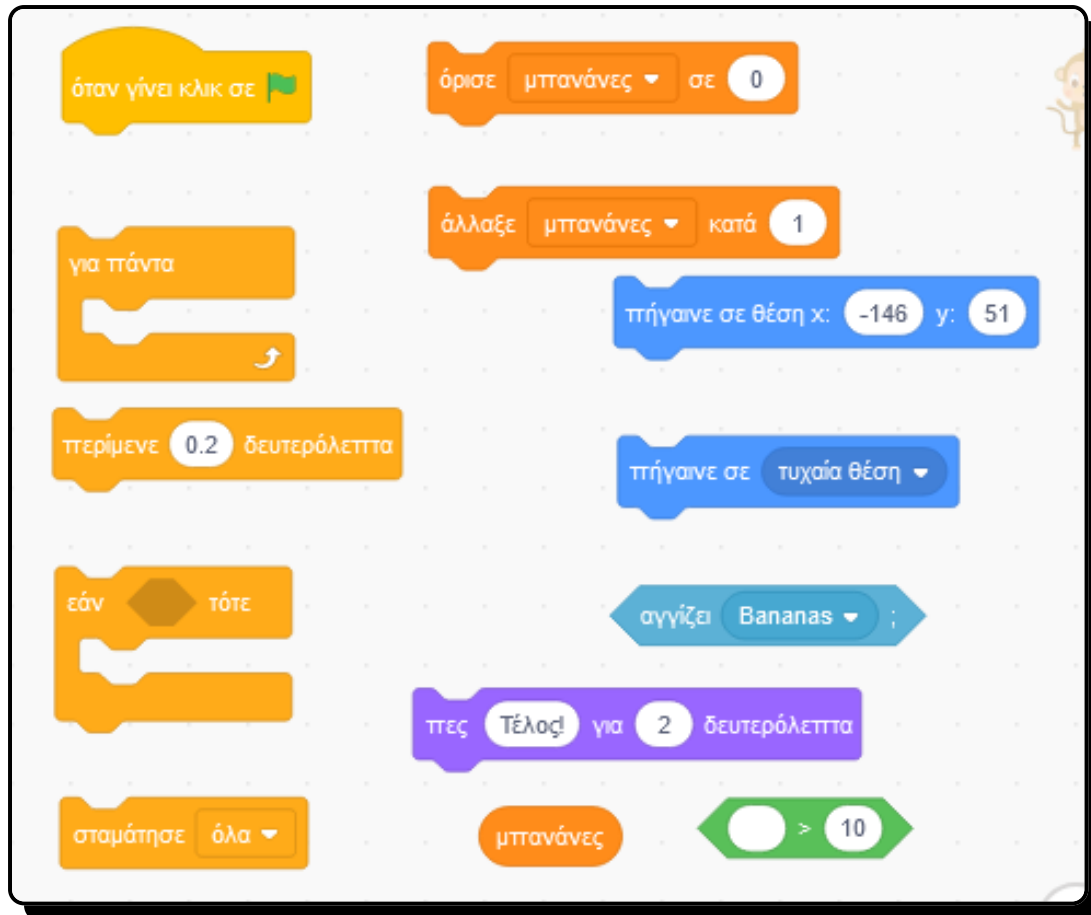 όταν γίνει κλικ σε
όρισε μπανάνες σε 0
άλλαξε μπανάνες κατά 1
για πάντα
πήγαινε σε θέση x: -146 y: 51
περίμενε 0.2 δευτερόλεπτα
πήγαινε σε τυχαία θέση
εάν τότε
αγγίζει Bananas ;
πες Τέλος! για 2 δευτερόλεπτα
σταμάτησε όλα
μπανάνες
> 10